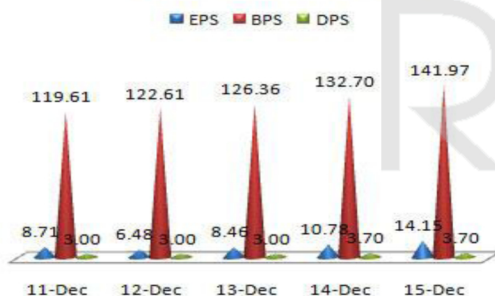 EPS BPS DPS
119.61 122.61 126.36 132.70 141.97
8.71 3.00 6.48 3.00 8.46 3.00 10.78 3.70 14.15 3.70
11-Dec 12-Dec 13-Dec 14-Dec 15-Dec
R